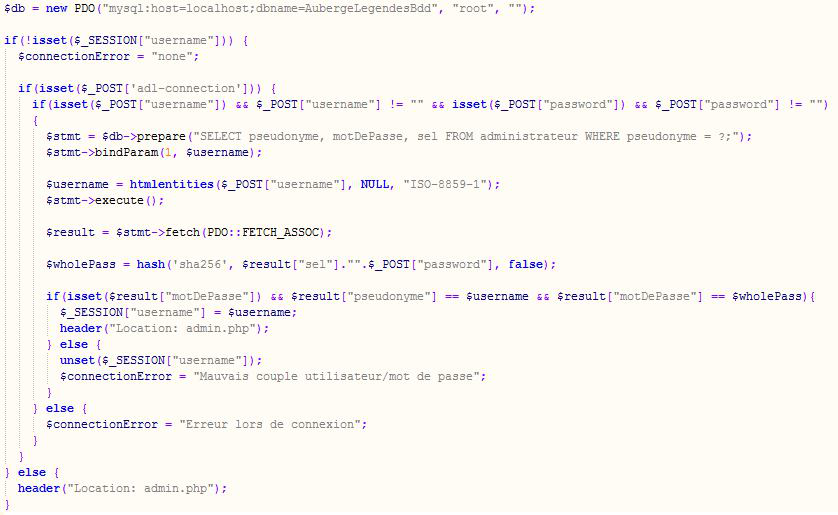 $db = new PDO("mysql:host=localhost;dbname=AubergeLegendesBdd", "root", "");
if(!isset($_SESSION["username"])) {
$connectionError = "none";
if(isset($_POST['adl-connection'])) {
if(isset($_POST["username"]) && $_POST["username"] != "" && isset($_POST["password"]) && $_POST["password"] != "")
{
$stmt = $db->prepare("SELECT pseudonyme, motDePasse, sel FROM administrateur WHERE pseudonyme = ?;");
$stmt->bindParam(1, $username);
$username = htmlentities($_POST["username"], NULL, "ISO-8859-1");
$stmt->execute();
$result = $stmt->fetch(PDO::FETCH_ASSOC);
$wholePass = hash('sha256', $result["sel"]."".$_POST["password"], false);
if(isset($result["motDePasse"]) && $result["pseudonyme"] == $username && $result["motDePasse"] == $wholePass){
$_SESSION["username"] = $username;
header("Location: admin.php");
} else {
unset($_SESSION["username"]);
$connectionError = "Mauvais couple utilisateur/mot de passe";
}
} else {
$connectionError = "Erreur lors de connexion";
}
}
} else {
header("Location: admin.php");
}